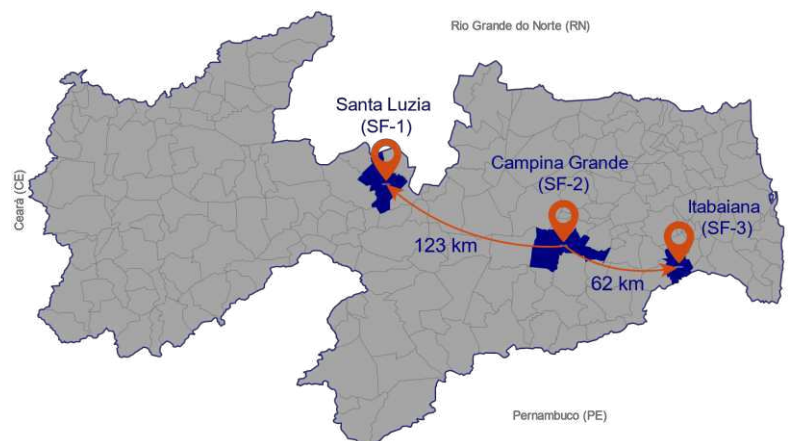 Rio Grande do Norte (RN)
Santa Luzia
(SF-1)
Campina Grande
(SF-2)
Itabaiana
(SF-3)
Ceará (CE)
123 km
62 km
Pernambuco (PE)